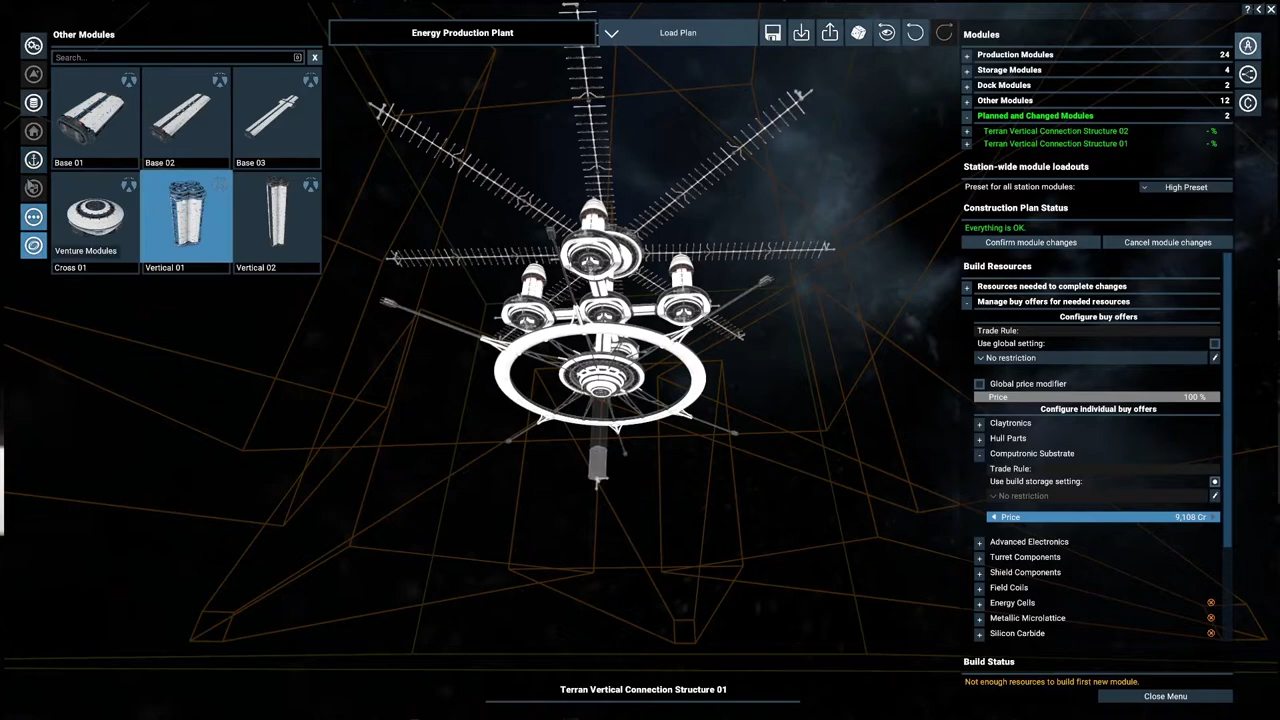 Other Modules
Search...
x
Base 01
Base 02
Base 03
Venture Modules
Cross 01
Vertical 01
Vertical 02
Energy Production Plant
Load Plan
?
Modules
+ Production Modules 24
+ Storage Modules 4
+ Dock Modules 2
+ Other Modules 12
- Planned and Changed Modules 2
+ Terran Vertical Connection Structure 02 - %
+ Terran Vertical Connection Structure 01 - %
Station-wide module loadouts
Preset for all station modules: High Preset
Construction Plan Status
Everything is OK.
Confirm module changes
Cancel module changes
Build Resources
+ Resources needed to complete changes
- Manage buy offers for needed resources
Configure buy offers
Trade Rule:
Use global setting:
No restriction
Global price modifier
Price 100 %
Configure individual buy offers
+ Claytronics
+ Hull Parts
- Computronic Substrate
Trade Rule:
Use build storage setting:
No restriction
Price 9,108 Cr
+ Advanced Electronics
+ Turret Components
+ Shield Components
+ Field Coils
+ Energy Cells
+ Metallic Microlattice
+ Silicon Carbide
Build Status
Not enough resources to build first new module.
Close Menu
Terran Vertical Connection Structure 01